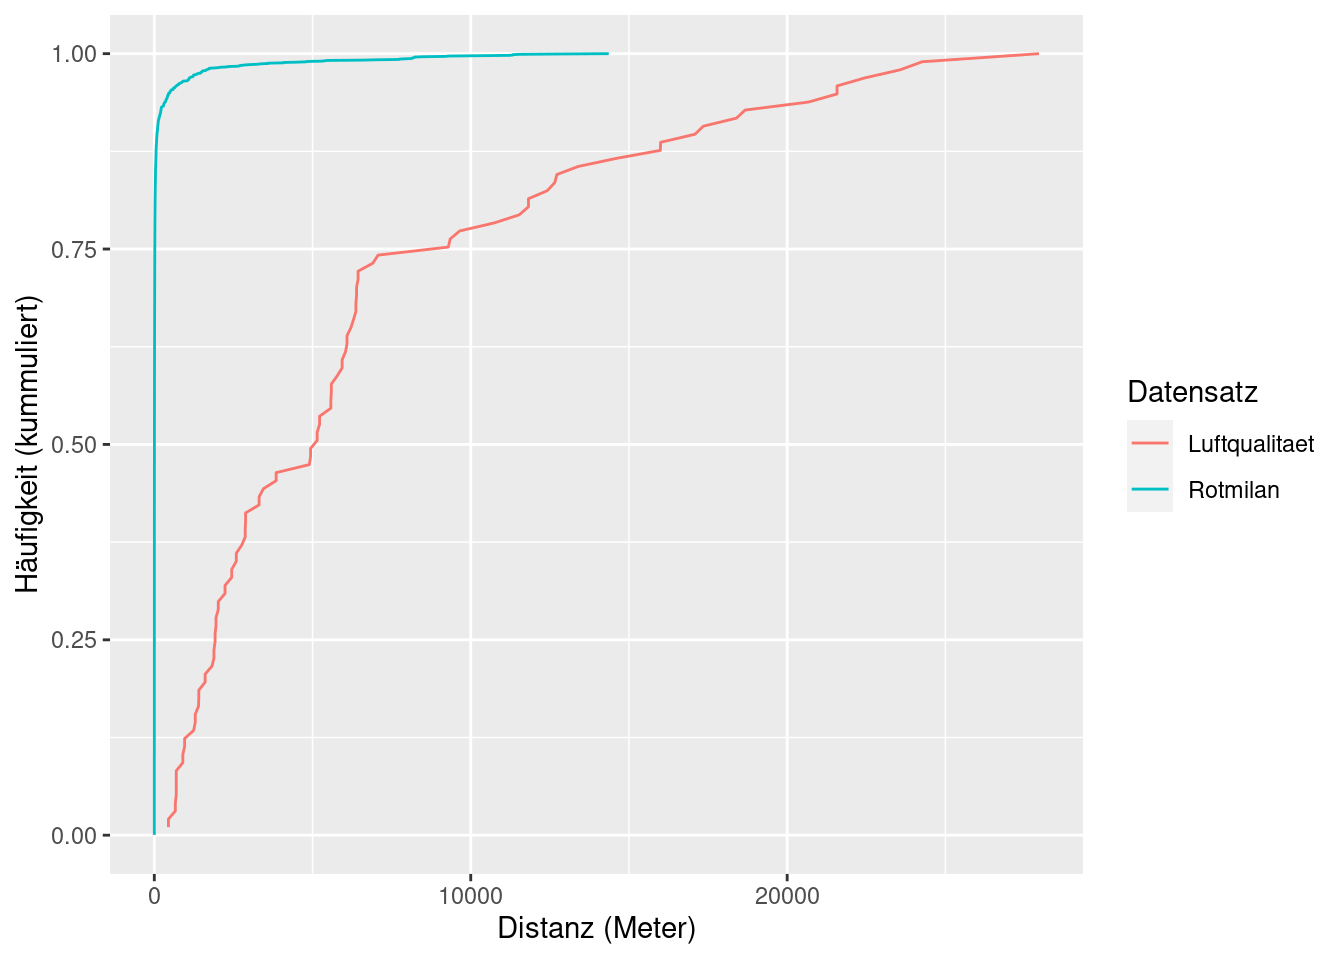 1.00
0.75
0.50
0.25
0.00
Häufigkeit (kummuliert)
0
10000
20000
Distanz (Meter)
Datensatz
Luftqualitaet
Rotmilan